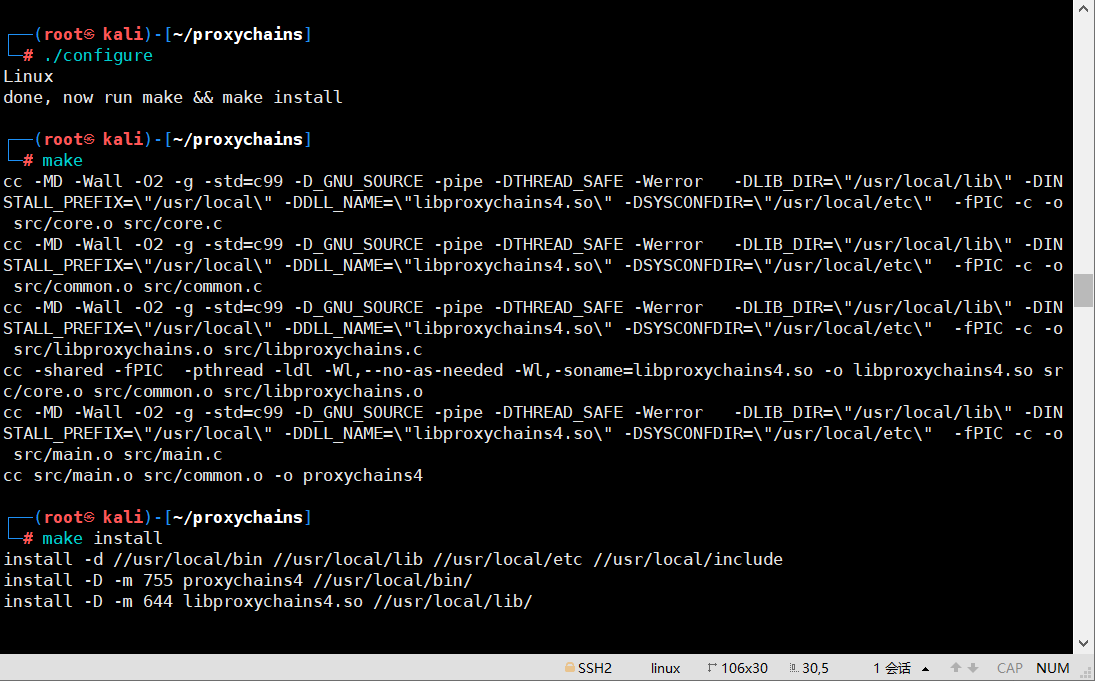 ┌──(root㉿ kali)-[~/proxychains]
└─# ./configure
Linux
done, now run make && make install
┌──(root㉿ kali)-[~/proxychains]
└─# make
cc -MD -Wall -O2 -g -std=c99 -D_GNU_SOURCE -pipe -DTHREAD_SAFE -Werror   -DLIB_DIR=\"/usr/local/lib\" -DIN
STALL_PREFIX=\"/usr/local\" -DDLL_NAME=\"libproxychains4.so\" -DSYSCONFDIR=\"/usr/local/etc\"  -fPIC -c -o
 src/core.o src/core.c
cc -MD -Wall -O2 -g -std=c99 -D_GNU_SOURCE -pipe -DTHREAD_SAFE -Werror   -DLIB_DIR=\"/usr/local/lib\" -DIN
STALL_PREFIX=\"/usr/local\" -DDLL_NAME=\"libproxychains4.so\" -DSYSCONFDIR=\"/usr/local/etc\"  -fPIC -c -o
 src/common.o src/common.c
cc -MD -Wall -O2 -g -std=c99 -D_GNU_SOURCE -pipe -DTHREAD_SAFE -Werror   -DLIB_DIR=\"/usr/local/lib\" -DIN
STALL_PREFIX=\"/usr/local\" -DDLL_NAME=\"libproxychains4.so\" -DSYSCONFDIR=\"/usr/local/etc\"  -fPIC -c -o
 src/libproxychains.o src/libproxychains.c
cc -shared -fPIC  -pthread -ldl -Wl,--no-as-needed -Wl,-soname=libproxychains4.so -o libproxychains4.so sr
c/core.o src/common.o src/libproxychains.o
cc -MD -Wall -O2 -g -std=c99 -D_GNU_SOURCE -pipe -DTHREAD_SAFE -Werror   -DLIB_DIR=\"/usr/local/lib\" -DIN
STALL_PREFIX=\"/usr/local\" -DDLL_NAME=\"libproxychains4.so\" -DSYSCONFDIR=\"/usr/local/etc\"  -fPIC -c -o
 src/main.o src/main.c
cc src/main.o src/common.o -o proxychains4
┌──(root㉿ kali)-[~/proxychains]
└─# make install
install -d //usr/local/bin //usr/local/lib //usr/local/etc //usr/local/include
install -D -m 755 proxychains4 //usr/local/bin/
install -D -m 644 libproxychains4.so //usr/local/lib/
SSH2 linux 106x30 30,5 1 会话 CAP NUM